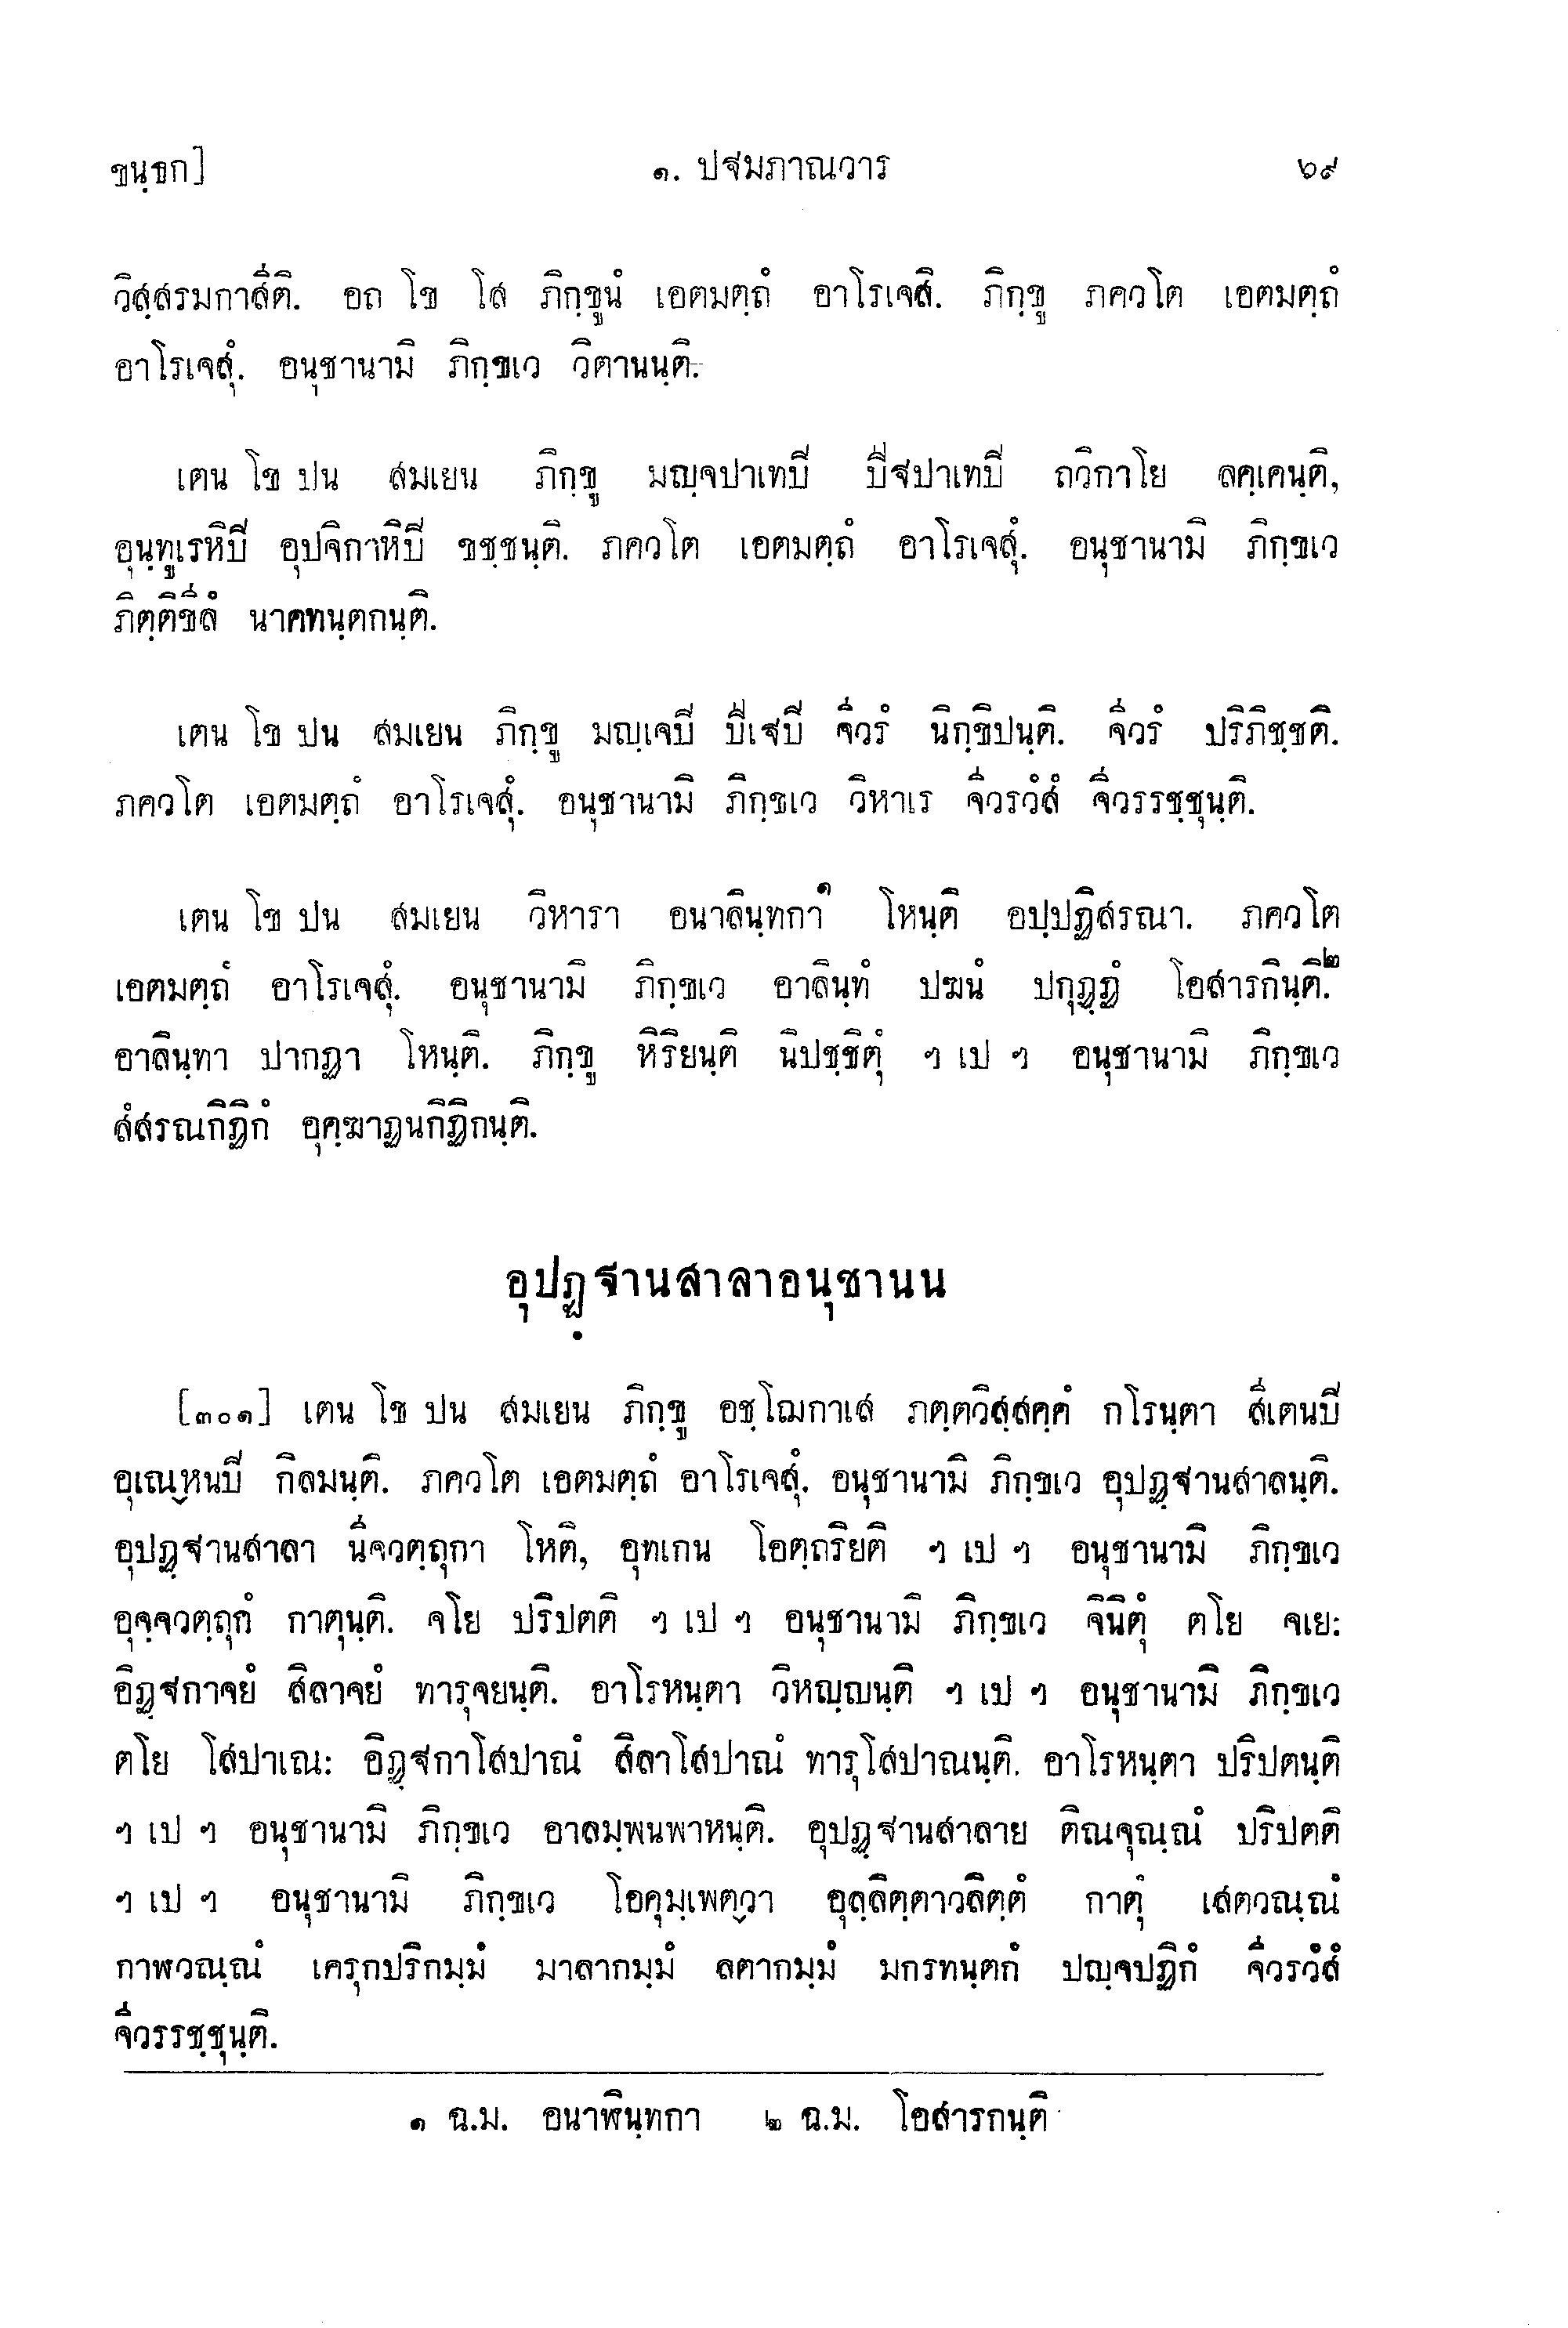 ขนฺธก]
๑. ปฐมภาณวาร
๖๙
วิสฺสรมกาสีติ. อถ โข โส ภิกฺขูนํ เอตมตฺถํ อาโรเจสิ. ภิกฺขู ภควโต เอตมตฺถํ
อาโรเจสุํ. อนุชานามิ ภิกฺขเว วิตานนฺติ.
เตน โข ปน สมเยน ภิกฺขู มญฺจปาเทปิ ปีฐปาเทปิ ถวิกาโย ลคฺเคนฺติ,
อุนฺทูเรหิปิ อุปจิกาหิปิ ขชฺชนฺติ. ภควโต เอตมตฺถํ อาโรเจสุํ. อนุชานามิ ภิกฺขเว
ภิตฺติขีลํ นาคทนฺตกนฺติ.
เตน โข ปน สมเยน ภิกฺขู มญฺเจปิ ปีเฐปิ จีวรํ นิกฺขิปนฺติ. จีวรํ ปริภิชฺชติ.
ภควโต เอตมตฺถํ อาโรเจสุํ. อนุชานามิ ภิกฺขเว วิหาเร จีวรวํสํ จีวรรชฺชุนฺติ.
เตน โข ปน สมเยน วิหารา อนาลินฺทกา๑ โหนฺติ อปฺปฏิสรณา. ภควโต
เอตมตฺถํ อาโรเจสุํ. อนุชานามิ ภิกฺขเว อาลินฺทํ ปฆนํ ปกุฏฺฏํ โอสารกินฺติ.๒
อาลินฺทา ปากฏา โหนฺติ. ภิกฺขู หิริยนฺติ นิปชฺชิตุํ ฯ เป ฯ อนุชานามิ ภิกฺขเว
สํสรณกิฏิกํ อุคฺฆาฏนกิฏิกนฺติ.
อุปฏฺฐานสาลาอนุชานน
[๓๐๑] เตน โข ปน สมเยน ภิกฺขู อชฺโฌกาเส ภตฺตวิสฺสคฺคํ กโรนฺตา สีเตนปิ
อุเณฺหนปิ กิลมนฺติ. ภควโต เอตมตฺถํ อาโรเจสุํ. อนุชานามิ ภิกฺขเว อุปฏฺฐานสาลนฺติ.
อุปฏฺฐานสาลา นีจวตฺถุกา โหติ, อุทเกน โอตฺถริยติ ฯ เป ฯ อนุชานามิ ภิกฺขเว
อุจฺจวตฺถุกํ กาตุนฺติ. จโย ปริปตติ ฯ เป ฯ อนุชานามิ ภิกฺขเว จินิตุํ ตโย จเย:
อิฏฺฐกาจยํ สิลาจยํ ทารุจยนฺติ. อาโรหนฺตา วิหญฺญนฺติ ฯ เป ฯ อนุชานามิ ภิกฺขเว
ตโย โสปาเณ: อิฏฺฐกาโสปาณํ สิลาโสปาณํ ทารุโสปาณนฺติ. อาโรหนฺตา ปริปตนฺติ
ฯ เป ฯ อนุชานามิ ภิกฺขเว อาลมฺพนพาหนฺติ. อุปฏฺฐานสาลาย ติณจุณฺณํ ปริปตติ
ฯ เป ฯ อนุชานามิ ภิกฺขเว โอคุมฺเพตฺวา อุลฺลิตฺตาวลิตฺตํ กาตุํ เสตวณฺณํ
กาฬวณฺณํ เครุกปริกมฺมํ มาลากมฺมํ ลตากมฺมํ มกรทนฺตกํ ปญฺจปฏิกํ จีวรวํสํ
จีวรรชฺชุนฺติ.
๑ ฉ.ม. อนาฬินฺทกา ๒ ฉ.ม. โอสารกนฺติ